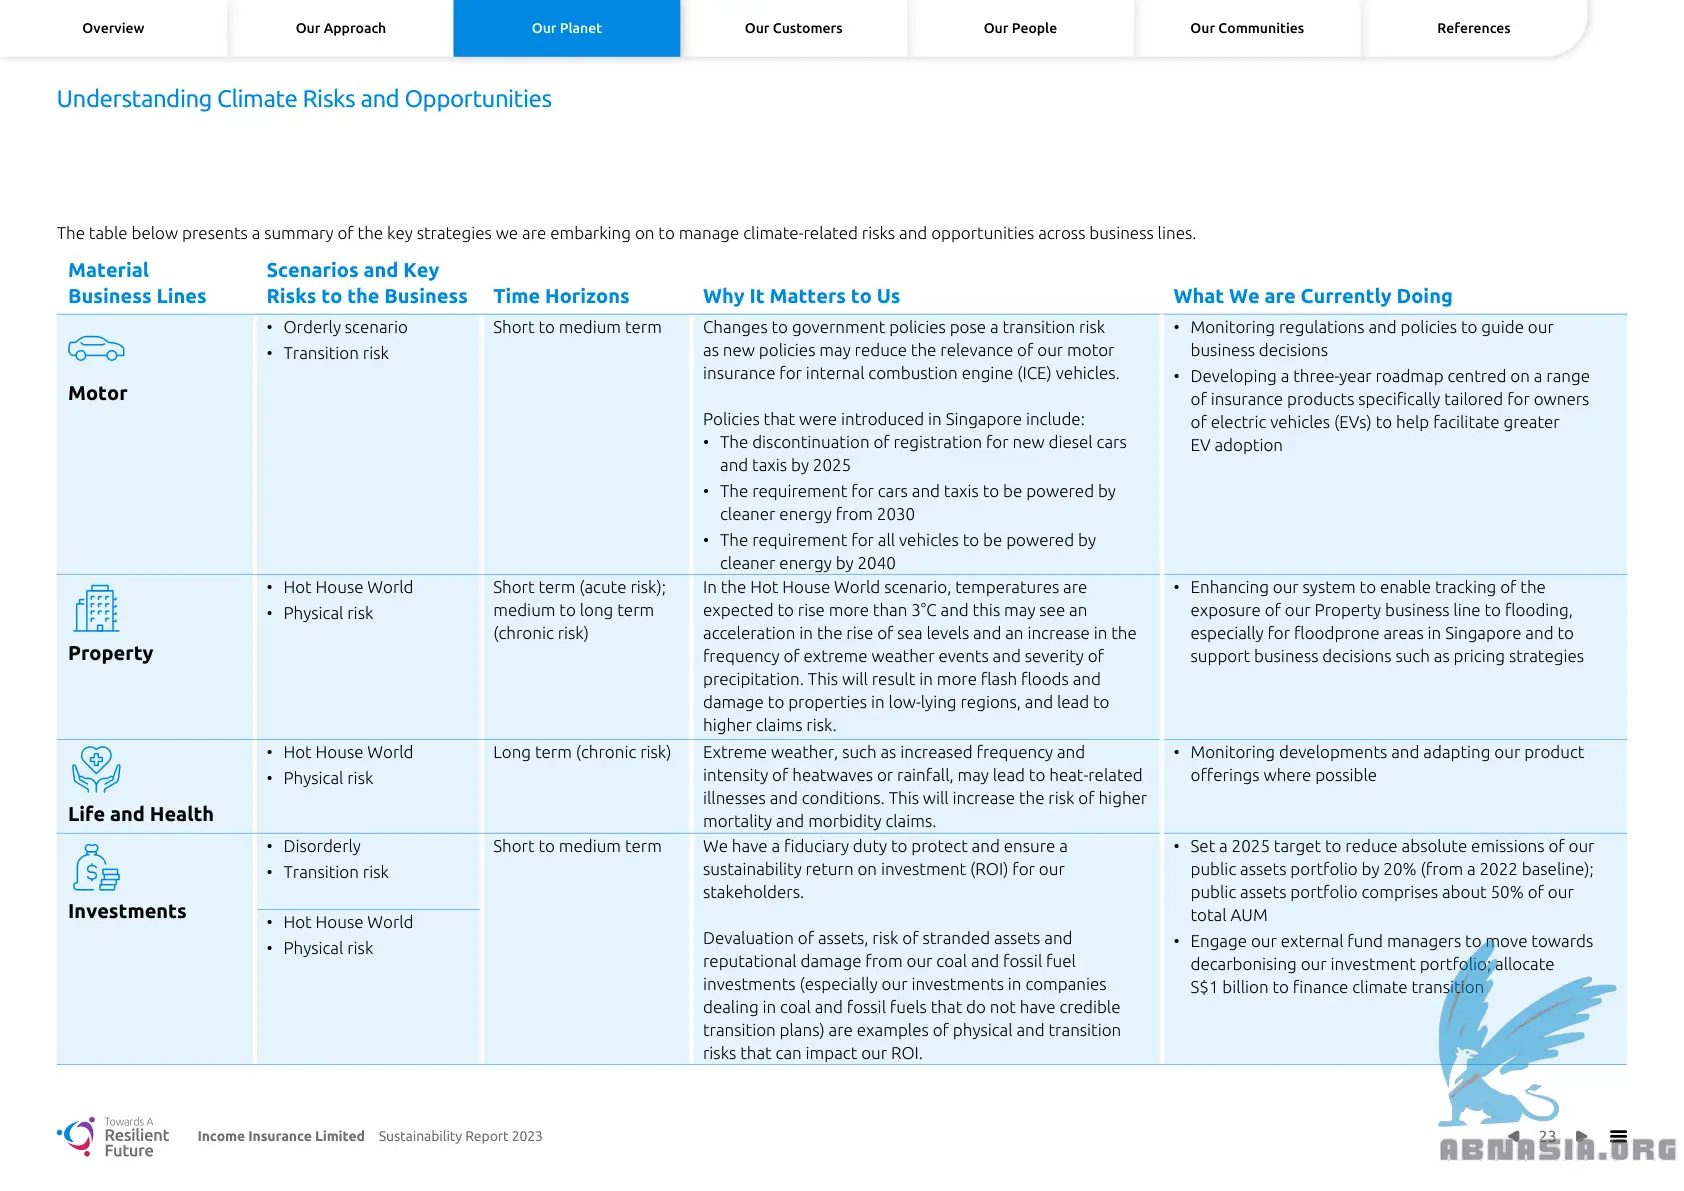 Overview
Our Approach
Our Planet
Our Customers
Our People
Our Communities
References
Understanding Climate Risks and Opportunities
The table below presents a summary of the key strategies we are embarking on to manage climate-related risks and opportunities across business lines.
Material
Business Lines
Scenarios and Key
Risks to the Business
Time Horizons
Why It Matters to Us
What We are Currently Doing
Motor
• Orderly scenario
• Transition risk
Short to medium term
Changes to government policies pose a transition risk
as new policies may reduce the relevance of our motor
insurance for internal combustion engine (ICE) vehicles.
Policies that were introduced in Singapore include:
• The discontinuation of registration for new diesel cars
and taxis by 2025
• The requirement for cars and taxis to be powered by
cleaner energy from 2030
• The requirement for all vehicles to be powered by
cleaner energy by 2040
• Monitoring regulations and policies to guide our
business decisions
• Developing a three-year roadmap centred on a range
of insurance products specifically tailored for owners
of electric vehicles (EVs) to help facilitate greater
EV adoption
Property
• Hot House World
• Physical risk
Short term (acute risk);
medium to long term
(chronic risk)
In the Hot House World scenario, temperatures are
expected to rise more than 3°C and this may see an
acceleration in the rise of sea levels and an increase in the
frequency of extreme weather events and severity of
precipitation. This will result in more flash floods and
damage to properties in low-lying regions, and lead to
higher claims risk.
• Enhancing our system to enable tracking of the
exposure of our Property business line to flooding,
especially for floodprone areas in Singapore and to
support business decisions such as pricing strategies
Life and Health
• Hot House World
• Physical risk
Long term (chronic risk)
Extreme weather, such as increased frequency and
intensity of heatwaves or rainfall, may lead to heat-related
illnesses and conditions. This will increase the risk of higher
mortality and morbidity claims.
• Monitoring developments and adapting our product
offerings where possible
Investments
• Disorderly
• Transition risk
• Hot House World
• Physical risk
Short to medium term
We have a fiduciary duty to protect and ensure a
sustainability return on investment (ROI) for our
stakeholders.
Devaluation of assets, risk of stranded assets and
reputational damage from our coal and fossil fuel
investments (especially our investments in companies
dealing in coal and fossil fuels that do not have credible
transition plans) are examples of physical and transition
risks that can impact our ROI.
• Set a 2025 target to reduce absolute emissions of our
public assets portfolio by 20% (from a 2022 baseline);
public assets portfolio comprises about 50% of our
total AUM
• Engage our external fund managers to move towards
decarbonising our investment portfolio; allocate
S$1 billion to finance climate transition
Towards A
Resilient
Future
Income Insurance Limited Sustainability Report 2023
23
ABNASIA.ORG